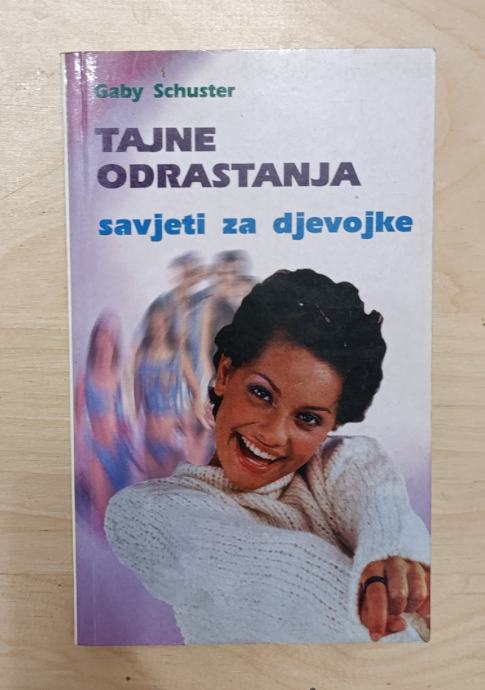 Gaby Schuster
TAJNE
ODRASTANJA
savjeti za djevojke